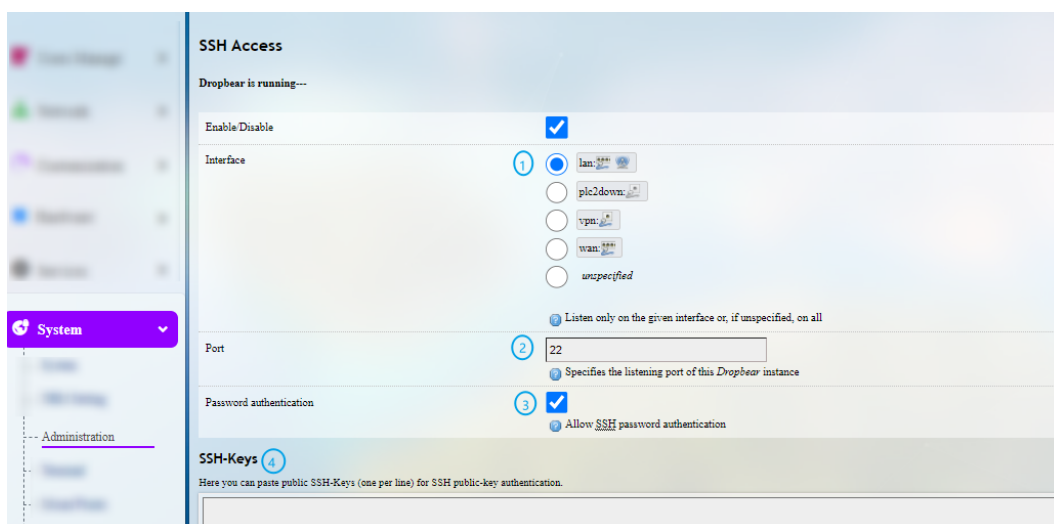 SSH Access
Dropbear is running---
Enable/Disable
Interface
1
lan:
plc2down:
vpn:
wan:
unspecified
Listen only on the given interface or, if unspecified, on all
System
Port
2
22
Specifies the listening port of this Dropbear instance
Password authentication
3
Allow SSH password authentication
Administration
SSH-Keys 4
Here you can paste public SSH-Keys (one per line) for SSH public-key authentication.